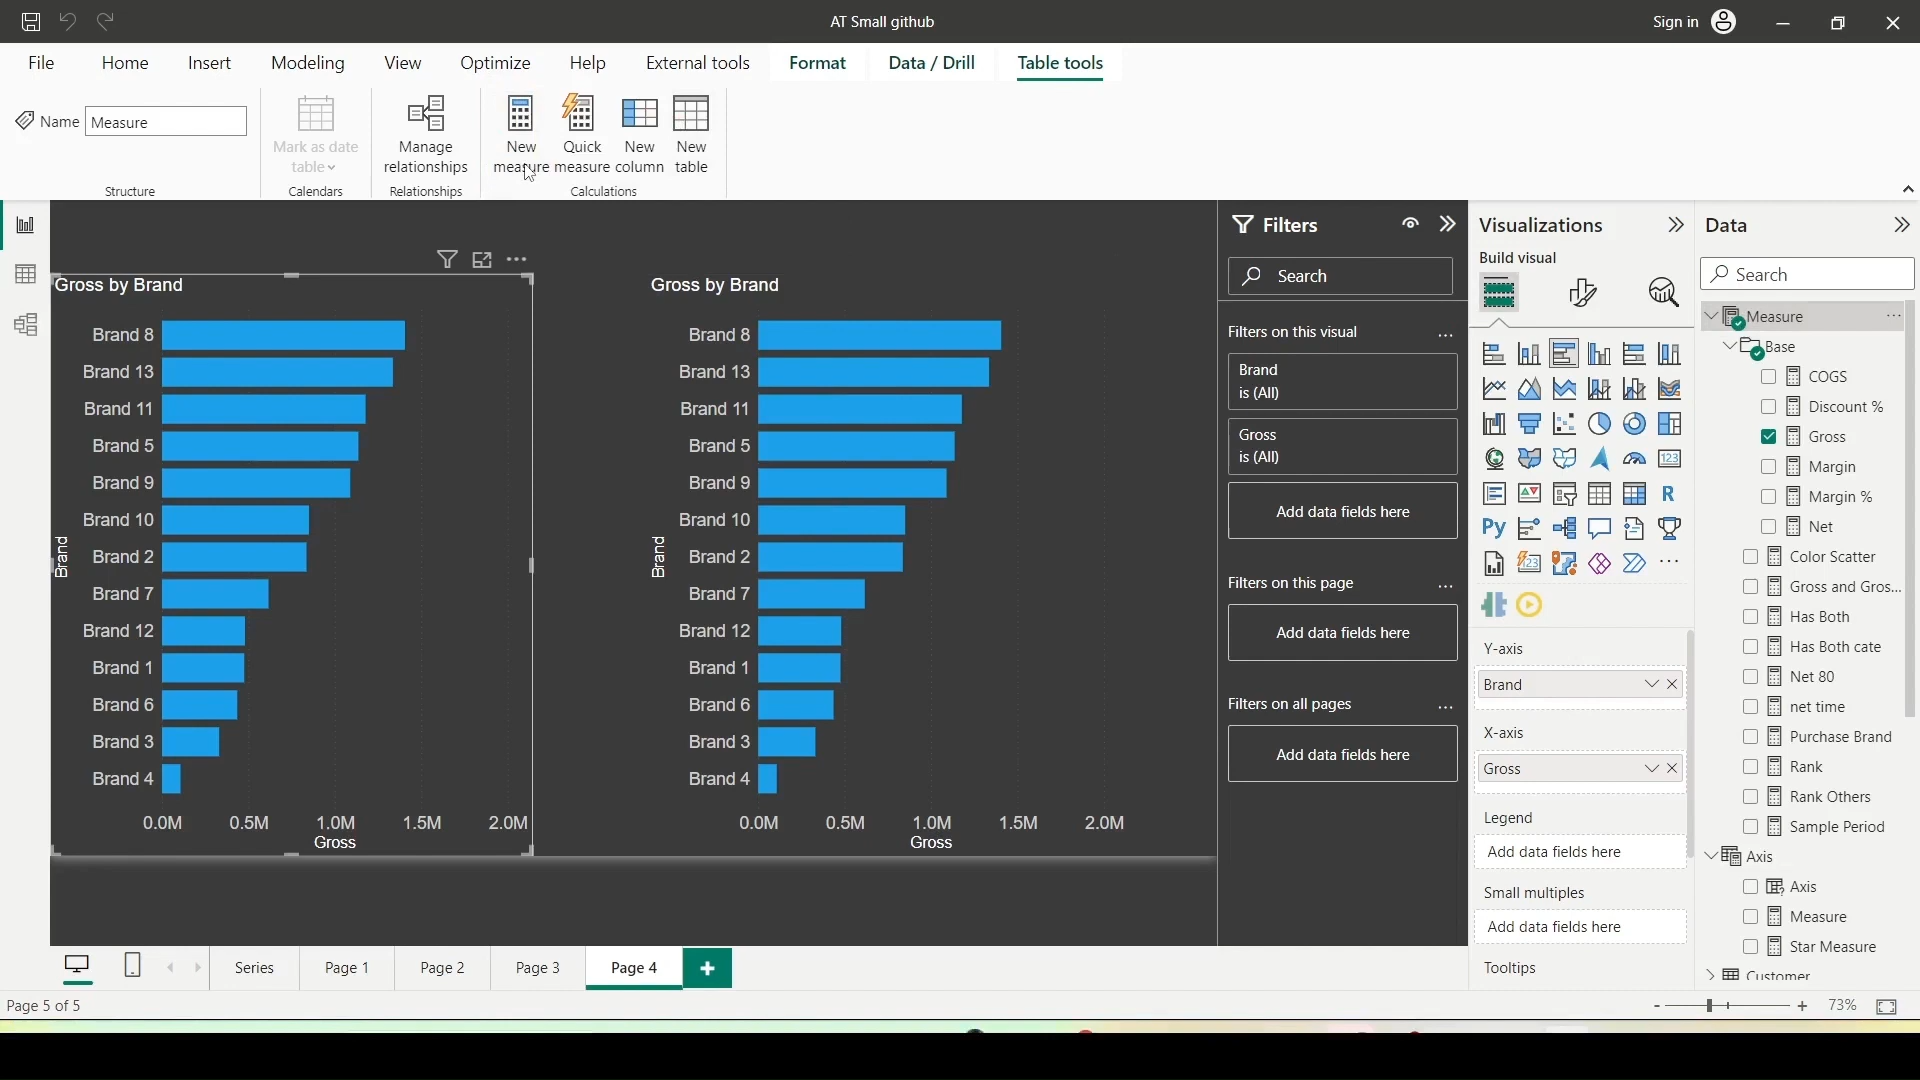 AT Small github
Sign in
File
Home
Insert
Modeling
View
Optimize
Help
External tools
Format
Data / Drill
Table tools
Name
Measure
Structure
Mark as date
table
Calendars
Manage
relationships
Relationships
New
measure
Quick
measure
New
column
New
table
Calculations
Gross by Brand
Brand 8
Brand 13
Brand 11
Brand 5
Brand 9
Brand 10
Brand 2
Brand 7
Brand 12
Brand 1
Brand 6
Brand 3
Brand 4
Brand
0.0M 0.5M 1.0M 1.5M 2.0M
Gross
Gross by Brand
Brand 8
Brand 13
Brand 11
Brand 5
Brand 9
Brand 10
Brand 2
Brand 7
Brand 12
Brand 1
Brand 6
Brand 3
Brand 4
Brand
0.0M 0.5M 1.0M 1.5M 2.0M
Gross
Filters
Search
Filters on this visual
Brand
is (All)
Gross
is (All)
Add data fields here
Filters on this page
Add data fields here
Filters on all pages
Add data fields here
Visualizations
Build visual
123
R
Py
123
Y-axis
Brand
X-axis
Gross
Legend
Add data fields here
Small multiples
Add data fields here
Tooltips
Data
Search
Measure
Base
COGS
Discount %
Gross
Margin
Margin %
Net
Color Scatter
Gross and Gros...
Has Both
Has Both cate
Net 80
net time
Purchase Brand
Rank
Rank Others
Sample Period
Axis
Axis
Measure
Star Measure
Customer
Series
Page 1
Page 2
Page 3
Page 4
Page 5 of 5
73%